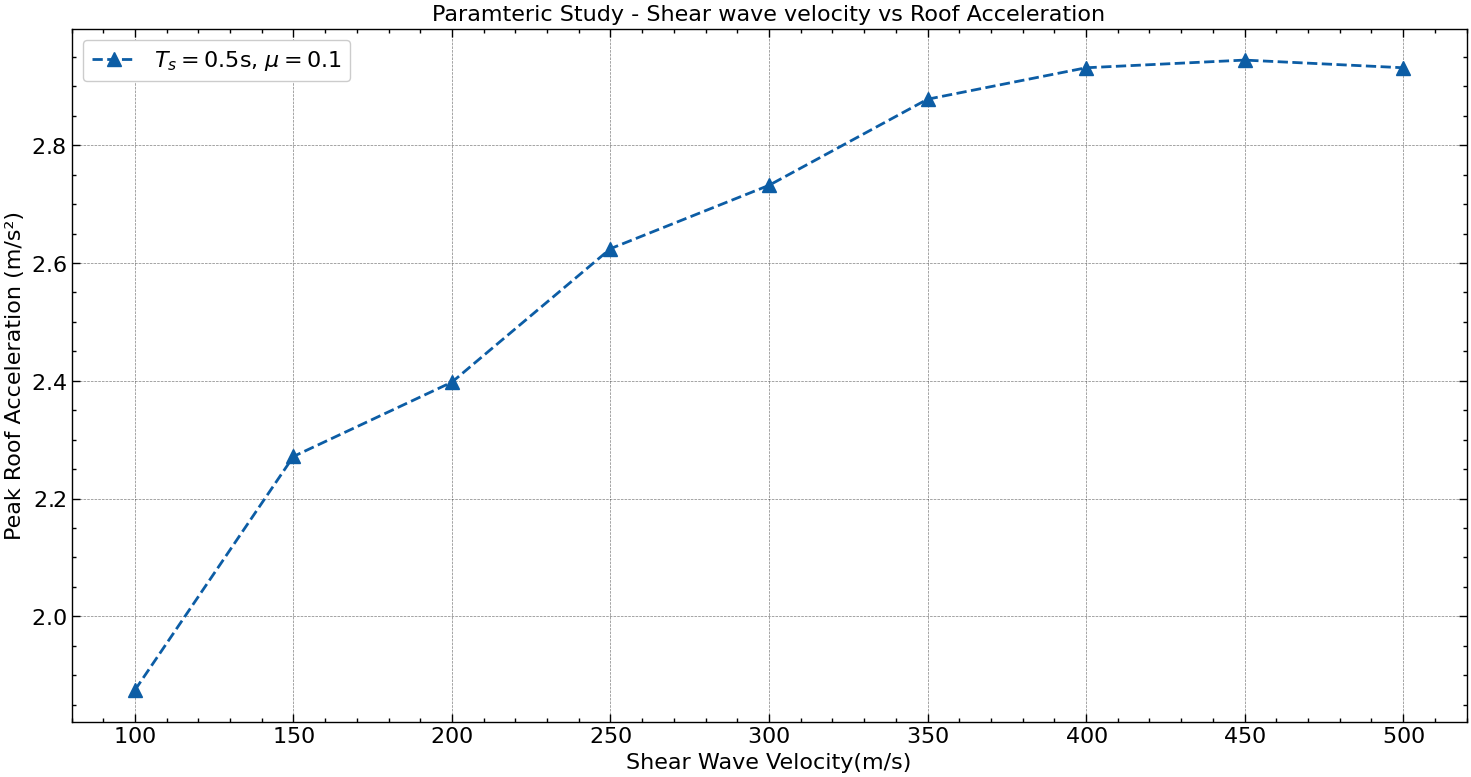 Paramteric Study - Shear wave velocity vs Roof Acceleration
T_s = 0.5s, μ = 0.1
Peak Roof Acceleration (m/s²)
2.8
2.6
2.4
2.2
2.0
100 150 200 250 300 350 400 450 500
Shear Wave Velocity(m/s)